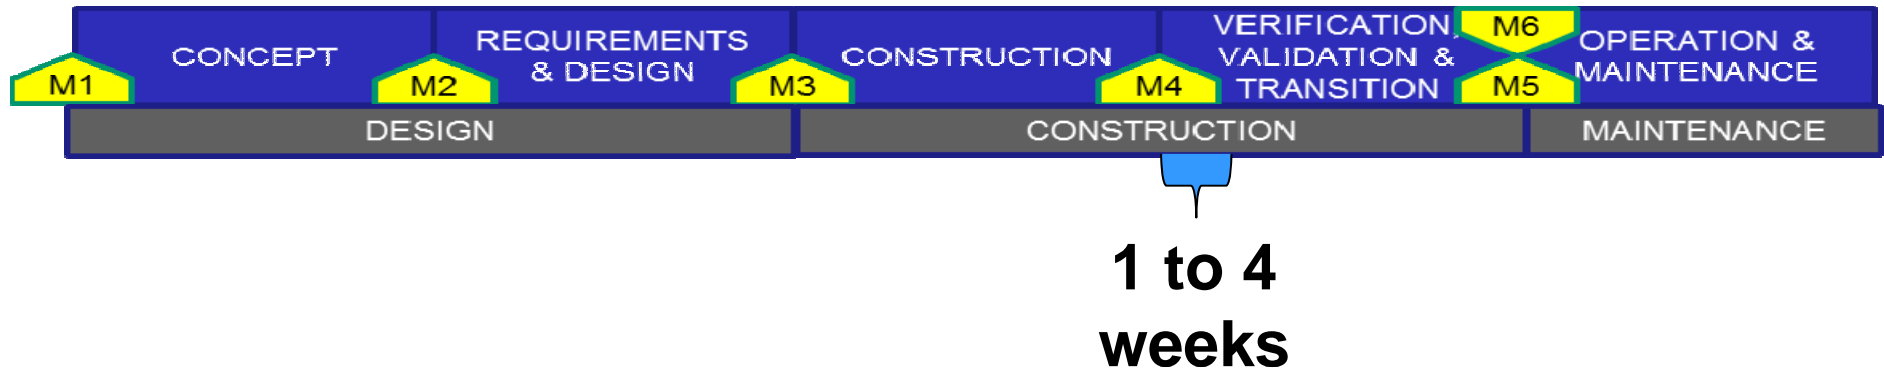 CONCEPT
REQUIREMENTS
& DESIGN
CONSTRUCTION
VERIFICATION,
VALIDATION &
TRANSITION
OPERATION &
MAINTENANCE
M1
M2
M3
M4
M6
M5
DESIGN
CONSTRUCTION
MAINTENANCE
1 to 4
weeks